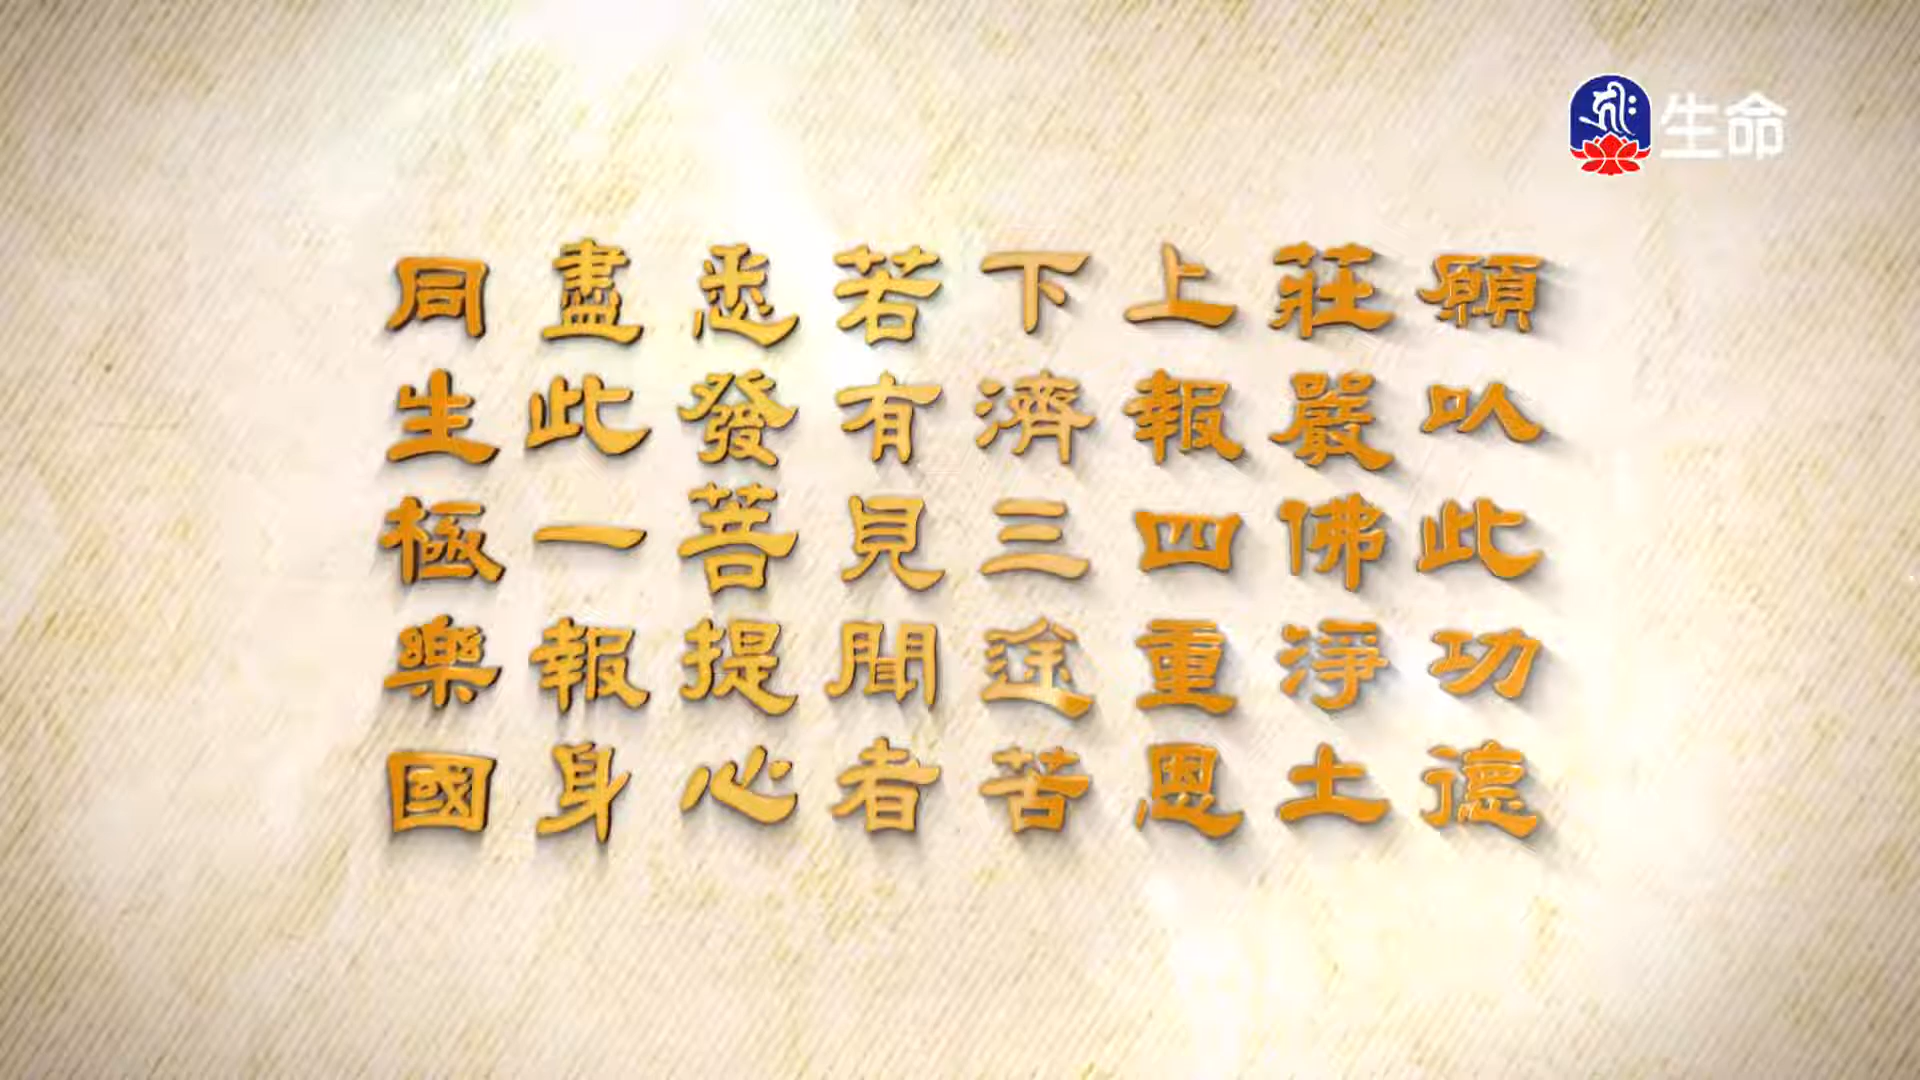 生命
願以此功德
莊嚴佛淨土
上報四重恩
下濟三途苦
若有見聞者
悉發菩提心
盡此一報身
同生極樂國